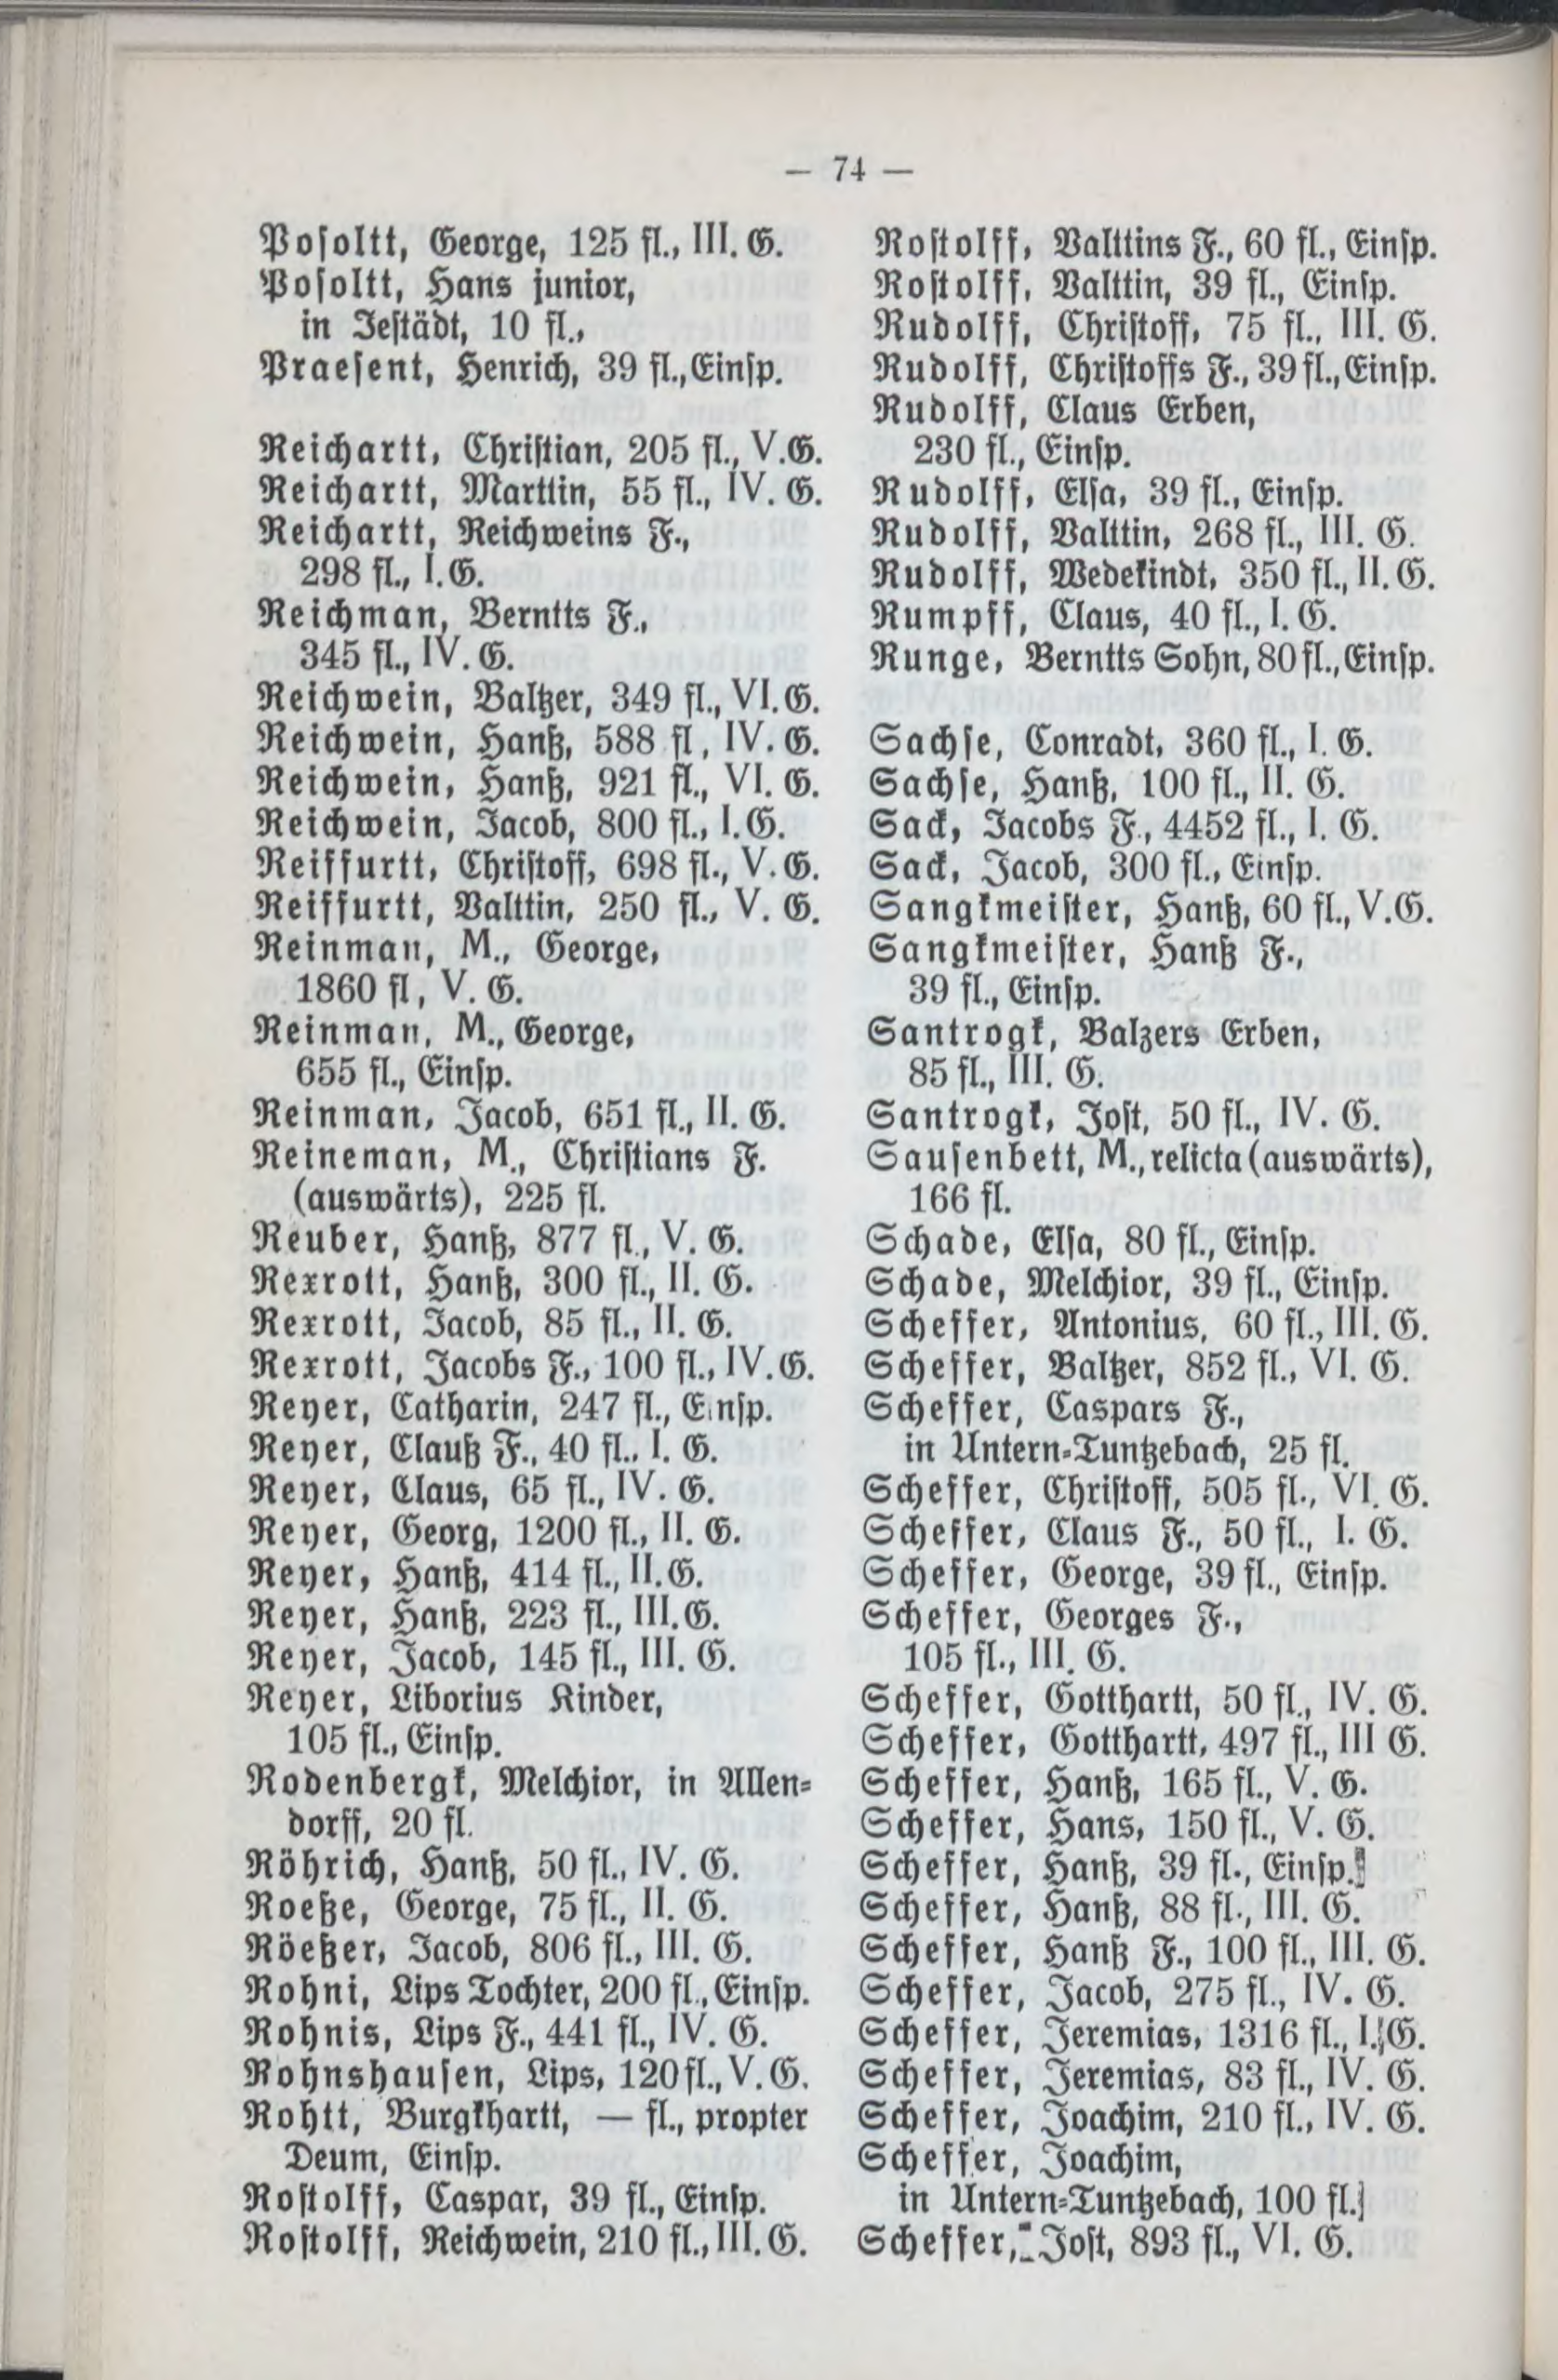 — 74 —
Posoltt, George, 125 fl., III. G.
Posoltt, Hans junior,
in Jestädt, 10 fl.,
Praesent, Henrich, 39 fl., Einsp.
Reichartt, Christian, 205 fl., V. G.
Reichartt, Marttin, 55 fl., IV. G.
Reichartt, Reichweins F.,
298 fl., I. G.
Reichman, Berntts F.,
345 fl., IV. G.
Reichwein, Baltzer, 349 fl., VI. G.
Reichwein, Hanß, 588 fl, IV. G.
Reichwein, Hanß, 921 fl., VI. G.
Reichwein, Jacob, 800 fl., I. G.
Reiffurtt, Christoff, 698 fl., V. G.
Reiffurtt, Valttin, 250 fl., V. G.
Reinman, M., George,
1860 fl, V. G.
Reinman, M., George,
655 fl., Einsp.
Reinman, Jacob, 651 fl., II. G.
Reineman, M., Christians F.
(auswärts), 225 fl.
Reuber, Hanß, 877 fl., V. G.
Rexrott, Hanß, 300 fl., II. G.
Rexrott, Jacob, 85 fl., II. G.
Rexrott, Jacobs F., 100 fl., IV. G.
Reyer, Catharin, 247 fl., Einsp.
Reyer, Clauß F., 40 fl., I. G.
Reyer, Claus, 65 fl., IV. G.
Reyer, Georg, 1200 fl., II. G.
Reyer, Hanß, 414 fl., II. G.
Reyer, Hanß, 223 fl., III. G.
Reyer, Jacob, 145 fl., III. G.
Reyer, Liborius Kinder,
105 fl., Einsp.
Rodenbergk, Melchior, in Allen-
dorff, 20 fl.
Röhrich, Hanß, 50 fl., IV. G.
Roeße, George, 75 fl., II. G.
Röeßer, Jacob, 806 fl., III. G.
Rohni, Lips Tochter, 200 fl., Einsp.
Rohnis, Lips F., 441 fl., IV. G.
Rohnshausen, Lips, 120 fl., V. G.
Rohtt, Burgkhartt, — fl., propter
Deum, Einsp.
Rostolff, Caspar, 39 fl., Einsp.
Rostolff, Reichwein, 210 fl., III. G.
Rostolff, Valttins F., 60 fl., Einsp.
Rostolff, Valttin, 39 fl., Einsp.
Rudolff, Christoff, 75 fl., III. G.
Rudolff, Christoffs F., 39 fl., Einsp.
Rudolff, Claus Erben,
230 fl., Einsp.
Rudolff, Elsa, 39 fl., Einsp.
Rudolff, Valttin, 268 fl., III. G.
Rudolff, Wedekindt, 350 fl., II. G.
Rumpff, Claus, 40 fl., I. G.
Runge, Berntts Sohn, 80 fl., Einsp.
Sachse, Conradt, 360 fl., I. G.
Sachse, Hanß, 100 fl., II. G.
Sack, Jacobs F., 4452 fl., I. G.
Sack, Jacob, 300 fl., Einsp.
Sangkmeister, Hanß, 60 fl., V. G.
Sangkmeister, Hanß F.,
39 fl., Einsp.
Santrogk, Balzers Erben,
85 fl., III. G.
Santrogk, Jost, 50 fl., IV. G.
Sausenbett, M., relicta (auswärts),
166 fl.
Schade, Elsa, 80 fl., Einsp.
Schade, Melchior, 39 fl., Einsp.
Scheffer, Antonius, 60 fl., III. G.
Scheffer, Baltzer, 852 fl., VI. G.
Scheffer, Caspars F.,
in Untern-Tuntzebach, 25 fl.
Scheffer, Christoff, 505 fl., VI. G.
Scheffer, Claus F., 50 fl., I. G.
Scheffer, George, 39 fl., Einsp.
Scheffer, Georges F.,
105 fl., III. G.
Scheffer, Gotthartt, 50 fl., IV. G.
Scheffer, Gotthartt, 497 fl., III G.
Scheffer, Hanß, 165 fl., V. G.
Scheffer, Hans, 150 fl., V. G.
Scheffer, Hanß, 39 fl., Einsp.
Scheffer, Hanß, 88 fl., III. G.
Scheffer, Hanß F., 100 fl., III. G.
Scheffer, Jacob, 275 fl., IV. G.
Scheffer, Jeremias, 1316 fl., I. G.
Scheffer, Jeremias, 83 fl., IV. G.
Scheffer, Joachim, 210 fl., IV. G.
Scheffer, Joachim,
in Untern-Tuntzebach, 100 fl.
Scheffer, Jost, 893 fl., VI. G.